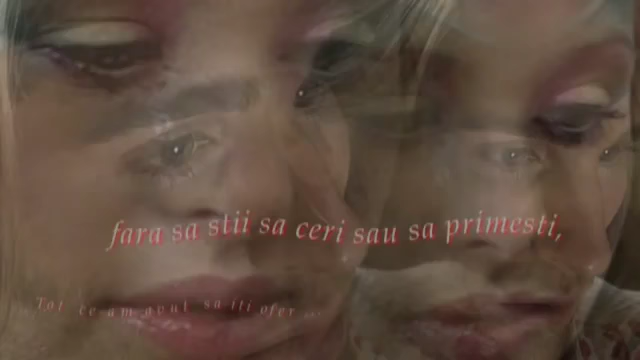 fara sa stii sa ceri sau sa primesti,
Tot ce am avut sa iti ofer ...